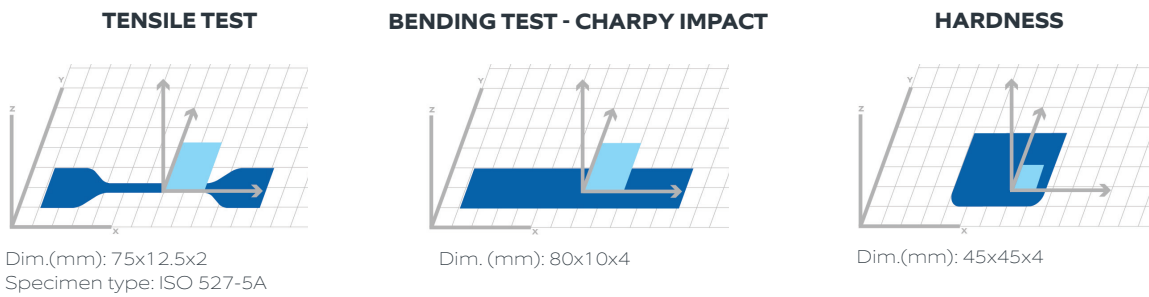 TENSILE TEST
BENDING TEST - CHARPY IMPACT
HARDNESS
Y
Z
X
Y
Z
X
Y
Z
X
Dim.(mm): 75x12.5x2
Specimen type: ISO 527-5A
Dim. (mm): 80x10x4
Dim.(mm): 45x45x4